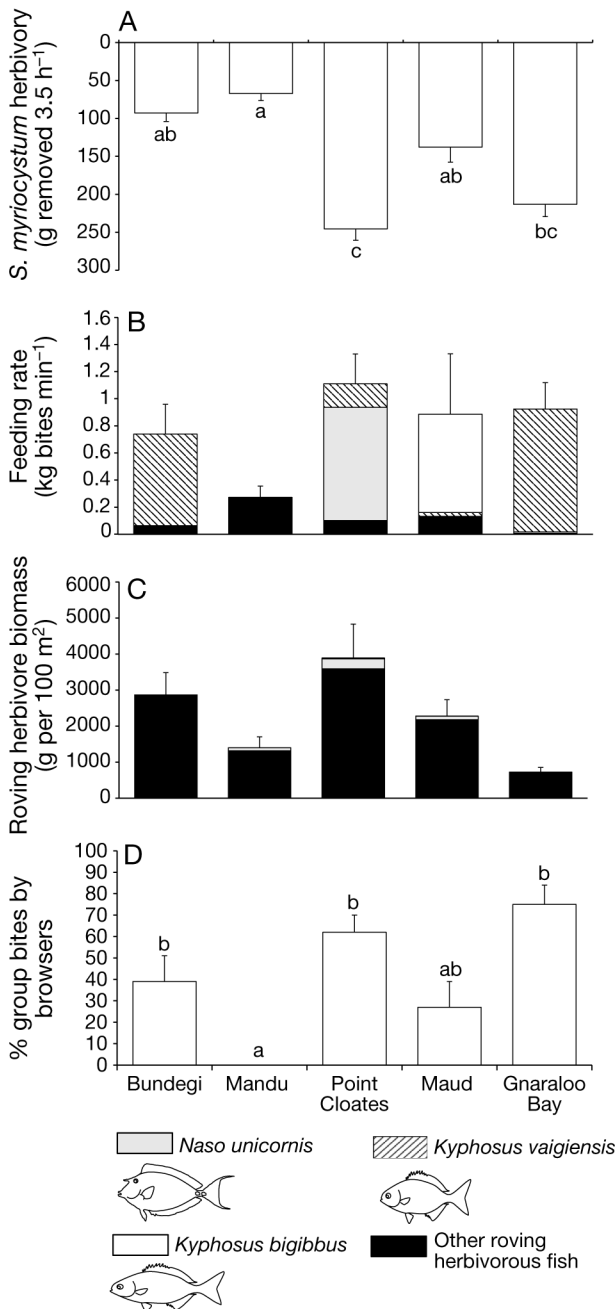 A
S. myriocystum herbivory
(g removed 3.5 h⁻¹)
0
50
100
150
200
250
300
ab
a
c
ab
bc
B
Feeding rate
(kg bites min⁻¹)
1.6
1.4
1.2
1
0.8
0.6
0.4
0.2
0
C
Roving herbivore biomass
(g per 100 m²)
6000
5000
4000
3000
2000
1000
0
D
% group bites by
browsers
100
90
80
70
60
50
40
30
20
10
0
b
a
b
ab
b
Bundegi
Mandu
Point
Cloates
Maud
Gnaraloo
Bay
Naso unicornis
Kyphosus vaigiensis
Kyphosus bigibbus
Other roving
herbivorous fish